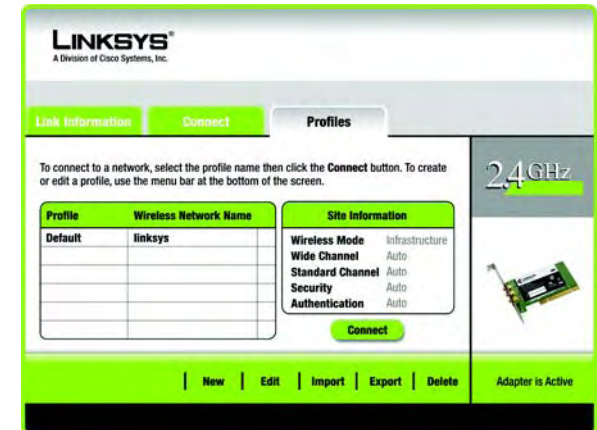 LINKSYS®
A Division of Cisco Systems, Inc.
Link Information Connect Profiles
To connect to a network, select the profile name then click the Connect button. To create
or edit a profile, use the menu bar at the bottom of the screen.
2.4GHz
Profile Wireless Network Name
Default linksys
Site Information
Wireless Mode Infrastructure
Wide Channel Auto
Standard Channel Auto
Security Auto
Authentication Auto
Connect
New Edit Import Export Delete
Adapter is Active